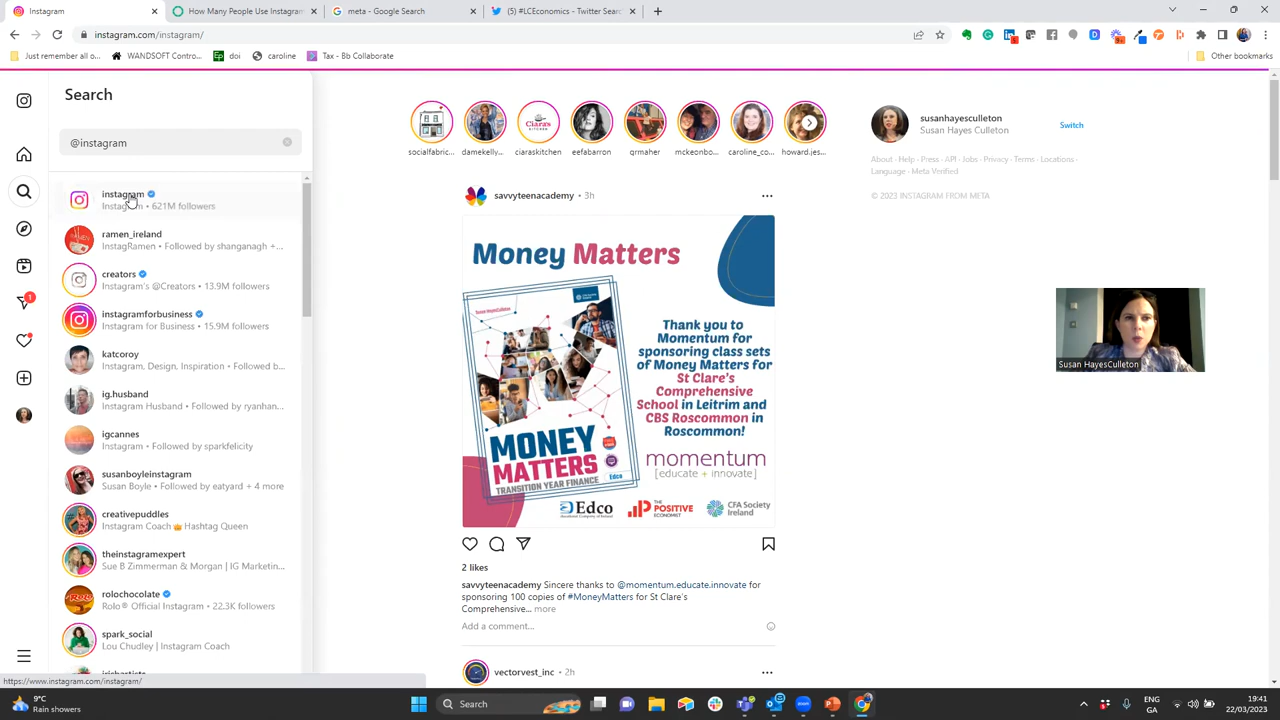 Instagram
How Many People Use Instagram
meta - Google Search
(5) #LCEconomics - Twitter Sear
instagram.com/instagram/
Just remember all o...
WANDSOFT Contro...
doi
caroline
Tax - Bb Collaborate
Other bookmarks
Search
@instagram
instagram
Instagram • 621M followers
ramen_ireland
InstagRamen • Followed by shanganagh +...
creators
Instagram's @Creators • 13.9M followers
instagramforbusiness
Instagram for Business • 15.9M followers
katcoroy
Instagram, Design, Inspiration • Followed b...
ig.husband
Instagram Husband • Followed by ryanhan...
igcannes
Instagram • Followed by sparkfelicity
susanboyleinstagram
Susan Boyle • Followed by eatyard + 4 more
creativepuddles
Instagram Coach 👑 Hashtag Queen
theinstagramexpert
Sue B Zimmerman & Morgan | IG Marketin...
rolochocolate
Rolo® Official Instagram • 22.3K followers
spark_social
Lou Chudley | Instagram Coach
https://www.instagram.com/instagram/
socialfabric...
damekelly...
ciaraskitchen
eefabarron
qrmaher
mckeonbo...
caroline_co...
howard.jes...
savvyteenacademy • 3h
Money Matters
Susan HayesCulleton
MONEY
MATTERS
TRANSITION YEAR FINANCE
Edco
Thank you to
Momentum for
sponsoring class sets
of Money Matters for
St Clare's
Comprehensive
School in Leitrim and
CBS Roscommon in
Roscommon!
momentum
[educate + innovate]
Edco
THE POSITIVE ECONOMIST
CFA Society Ireland
2 likes
savvyteenacademy Sincere thanks to @momentum.educate.innovate for
sponsoring 100 copies of #MoneyMatters for St Clare's
Comprehensive... more
Add a comment...
vectorvest_inc • 2h
susanhayesculleton
Susan Hayes Culleton
Switch
About · Help · Press · API · Jobs · Privacy · Terms · Locations ·
Language · Meta Verified
© 2023 INSTAGRAM FROM META
Susan HayesCulleton
9°C
Rain showers
Search
ENG
GA
19:41
22/03/2023